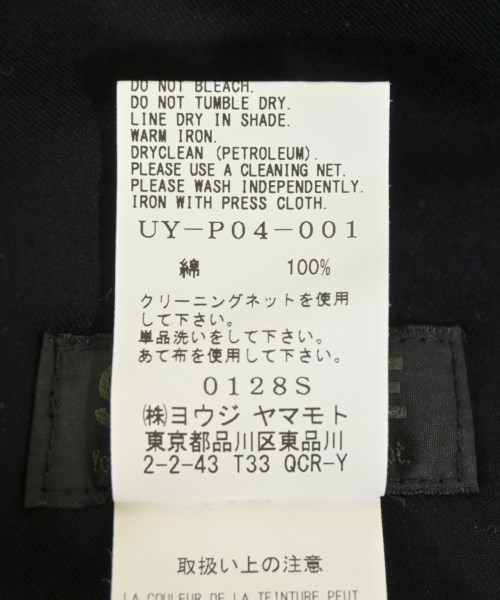 DO NOT BLEACH.
DO NOT TUMBLE DRY.
LINE DRY IN SHADE.
WARM IRON.
DRYCLEAN (PETROLEUM).
PLEASE USE A CLEANING NET.
PLEASE WASH INDEPENDENTLY.
IRON WITH PRESS CLOTH.
UY-P04-001
綿 100%
クリーニングネットを使用
して下さい。
単品洗いをして下さい。
あて布を使用して下さい。
0128S
㈱ヨウジ ヤマモト
東京都品川区東品川
2-2-43 T33 QCR-Y
取扱い上の注意
LA COULEUR DE LA TEINTURE PEUT